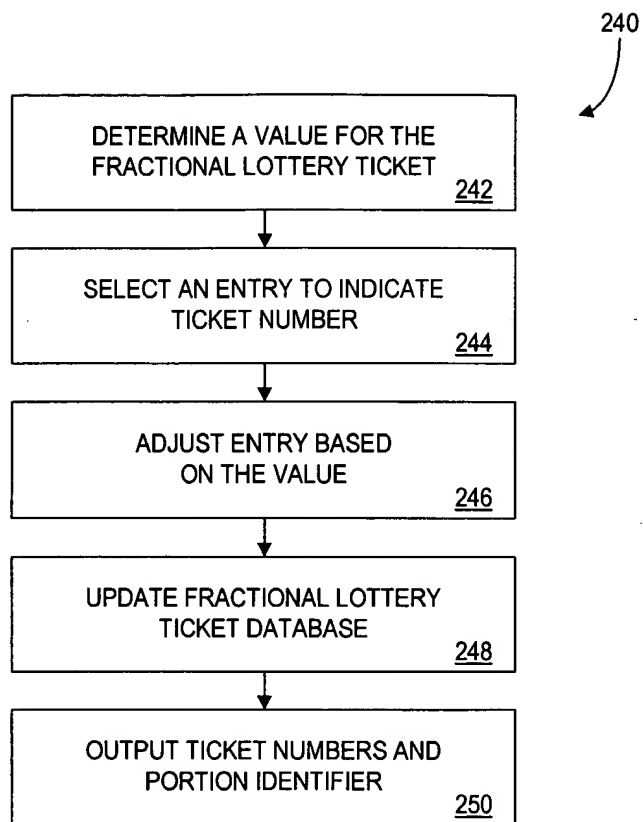 240
DETERMINE A VALUE FOR THE
FRACTIONAL LOTTERY TICKET
242
SELECT AN ENTRY TO INDICATE
TICKET NUMBER
244
ADJUST ENTRY BASED
ON THE VALUE
246
UPDATE FRACTIONAL LOTTERY
TICKET DATABASE
248
OUTPUT TICKET NUMBERS AND
PORTION IDENTIFIER
250